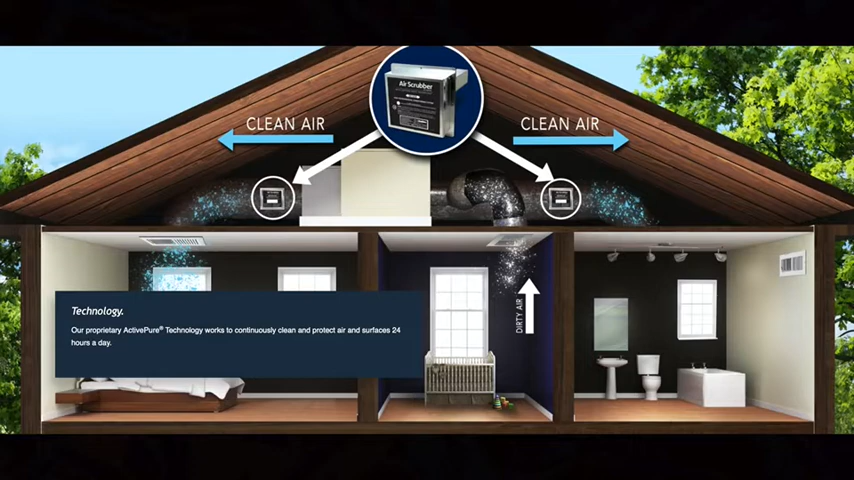 Air Scrubber
CLEAN AIR
CLEAN AIR
DIRTY AIR
Technology.
Our proprietary ActivePure® Technology works to continuously clean and protect air and surfaces 24
hours a day.